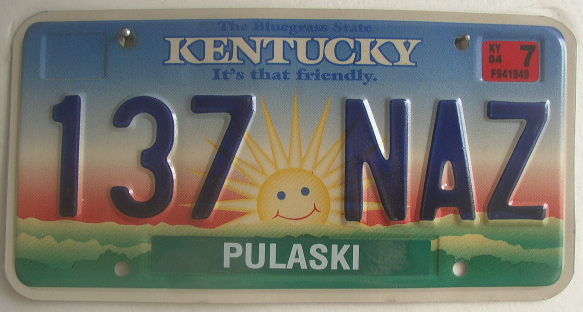 The Bluegrass State
KENTUCKY
It's that friendly.
KY 7
04
F941949
137 NAZ
PULASKI